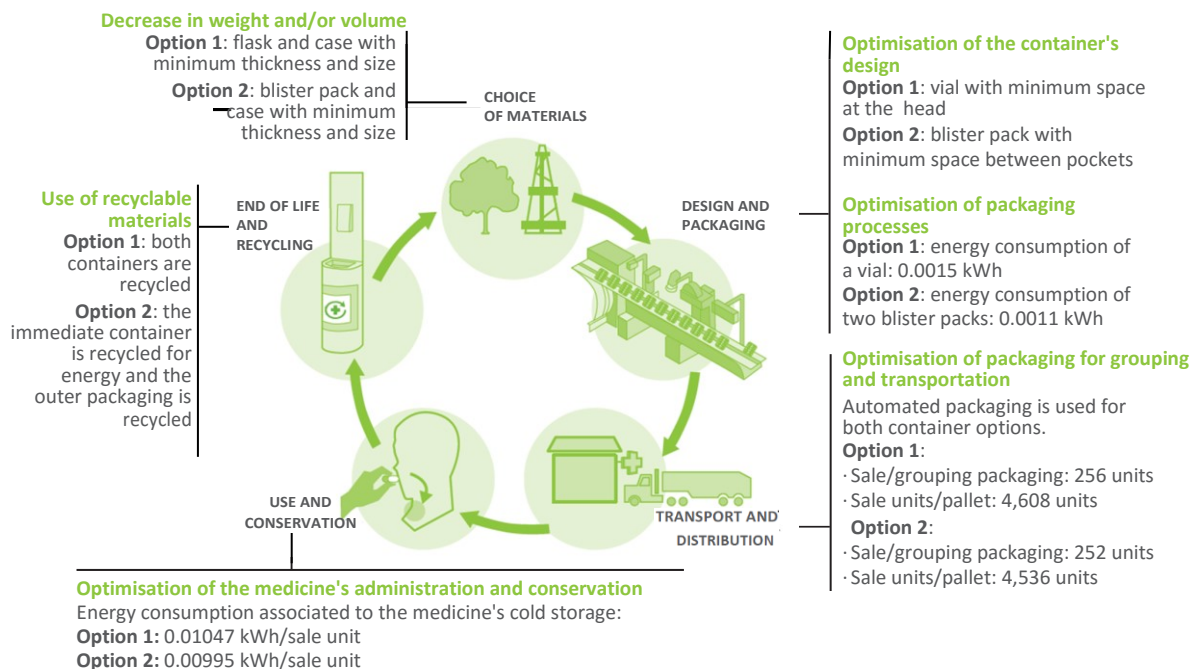 Decrease in weight and/or volume
Option 1: flask and case with
minimum thickness and size
Option 2: blister pack and
case with minimum
thickness and size
CHOICE
OF MATERIALS
Optimisation of the container's
design
Option 1: vial with minimum space
at the head
Option 2: blister pack with
minimum space between pockets
DESIGN AND
PACKAGING
Optimisation of packaging
processes
Option 1: energy consumption of
a vial: 0.0015 kWh
Option 2: energy consumption of
two blister packs: 0.0011 kWh
Optimisation of packaging for grouping
and transportation
Automated packaging is used for
both container options.
Option 1:
· Sale/grouping packaging: 256 units
· Sale units/pallet: 4,608 units
Option 2:
· Sale/grouping packaging: 252 units
· Sale units/pallet: 4,536 units
TRANSPORT AND
DISTRIBUTION
USE AND
CONSERVATION
Optimisation of the medicine's administration and conservation
Energy consumption associated to the medicine's cold storage:
Option 1: 0.01047 kWh/sale unit
Option 2: 0.00995 kWh/sale unit
END OF LIFE
AND
RECYCLING
Use of recyclable
materials
Option 1: both
containers are
recycled
Option 2: the
immediate container
is recycled for
energy and the
outer packaging is
recycled